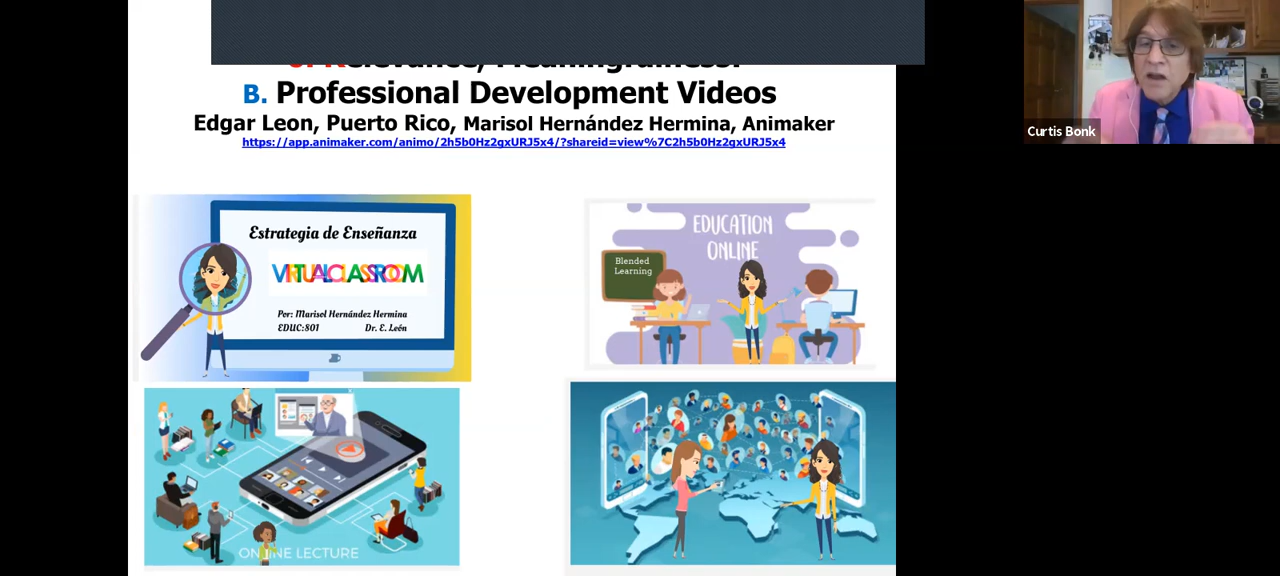 B. Professional Development Videos
Edgar Leon, Puerto Rico, Marisol Hernández Hermina, Animaker
https://app.animaker.com/animo/2h5b0Hz2gxURJ5x4/?shareid=view%7C2h5b0Hz2gxURJ5x4
Curtis Bonk
Estrategia de Enseñanza
VIRTUALCLASSROOM
Por: Marisol Hernández Hermina
EDUC:801 Dr. E. León
EDUCATION
ONLINE
Blended
Learning
ONLINE LECTURE